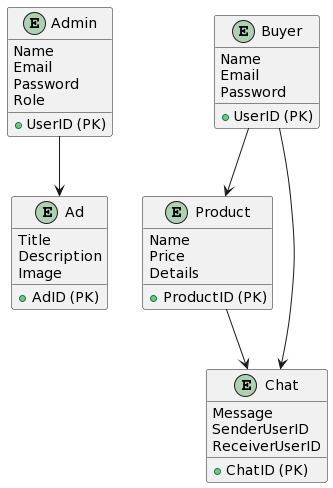 E Admin
Name
Email
Password
Role
UserID (PK)
E Buyer
Name
Email
Password
UserID (PK)
E Ad
Title
Description
Image
AdID (PK)
E Product
Name
Price
Details
ProductID (PK)
E Chat
Message
SenderUserID
ReceiverUserID
ChatID (PK)